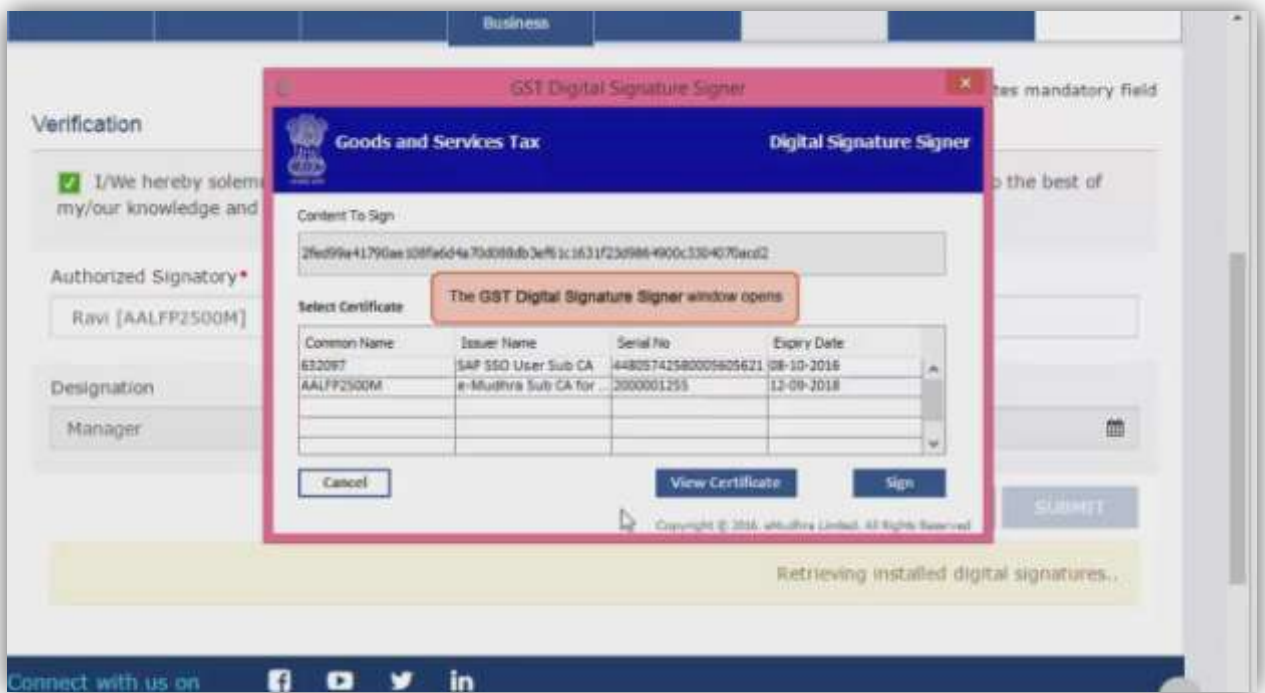 Business
GST Digital Signature Signer
tes mandatory field
Verification
Goods and Services Tax
Digital Signature Signer
I/We hereby solem
o the best of
my/our knowledge and
Content To Sign
Authorized Signatory*
The GST Digital Signature Signer window opens
Ravi [AALFP2500M]
Select Certificate
Common Name Issuer Name Serial No Expiry Date
632097 SAP SSO User Sub CA 44805742580005605621 08-10-2016
AALFP2500M e-Mudhra Sub CA for ... 2000001255 12-09-2018
Designation
Manager
Cancel
View Certificate
Sign
SUBMIT
Copyright © 2016. eMudhra Limited. All Rights Reserved
Retrieving installed digital signatures..
Connect with us on